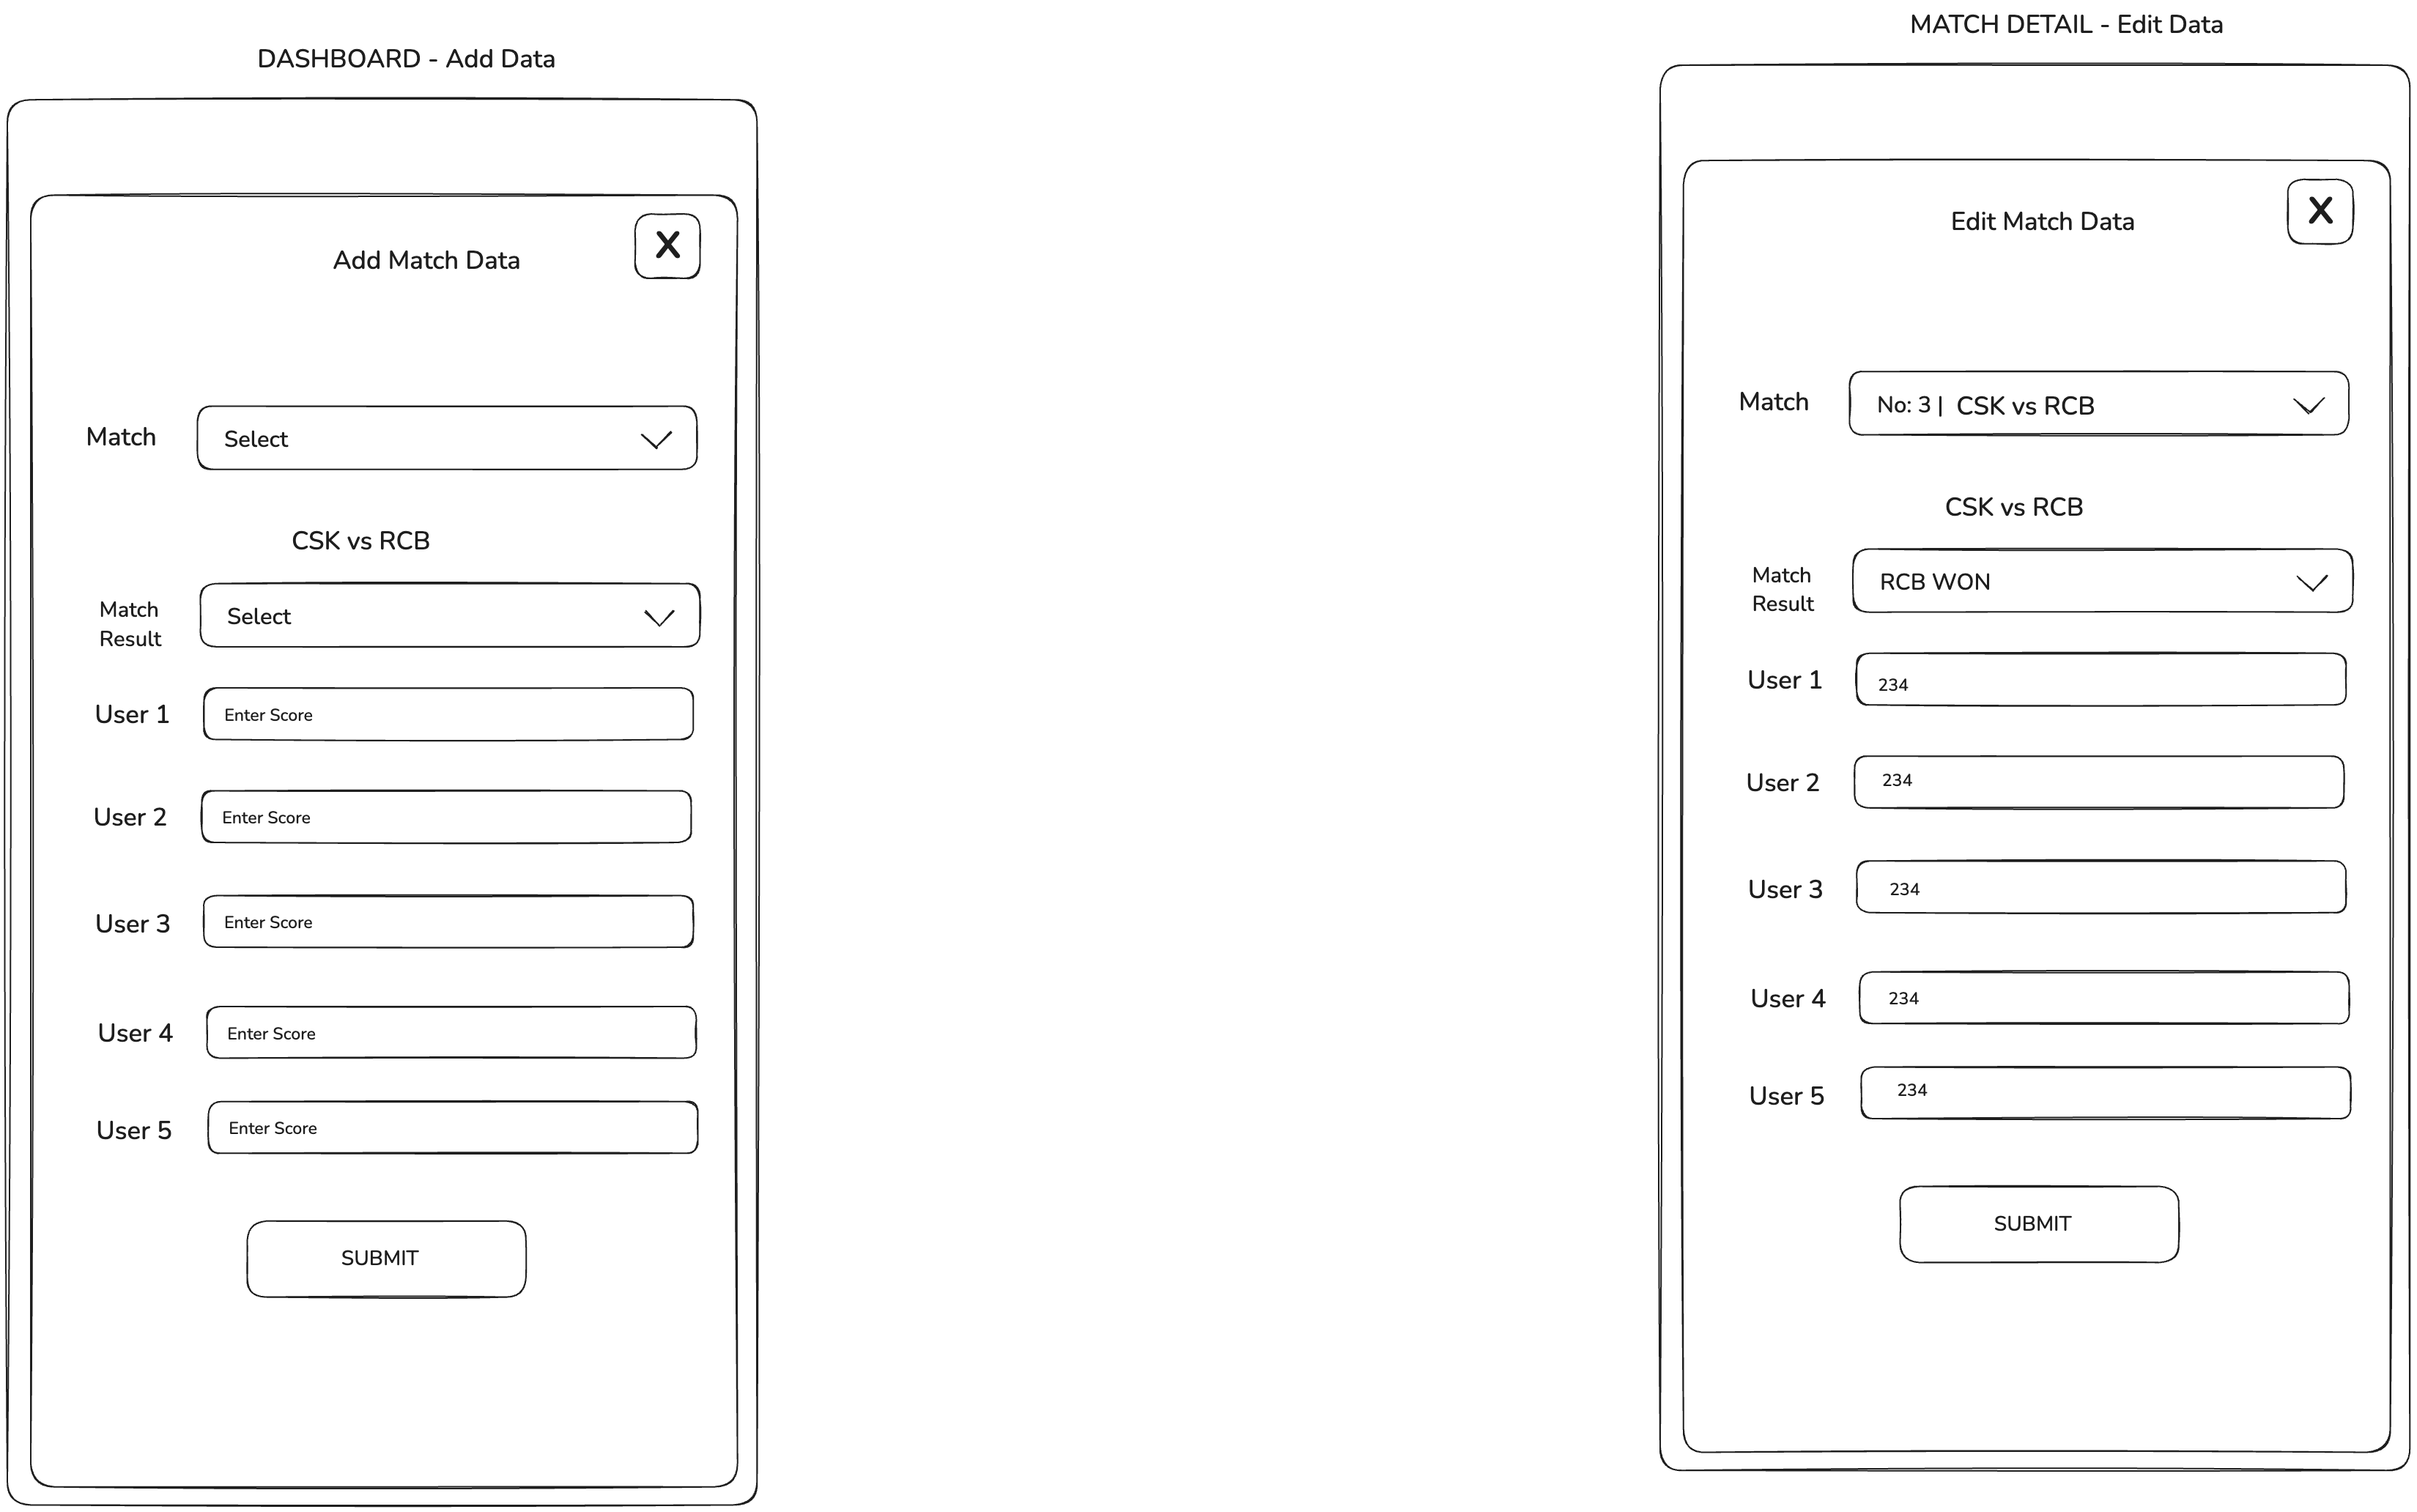 DASHBOARD - Add Data
Add Match Data
X
Match
Select
CSK vs RCB
Match
Result
Select
User 1
Enter Score
User 2
Enter Score
User 3
Enter Score
User 4
Enter Score
User 5
Enter Score
SUBMIT
MATCH DETAIL - Edit Data
Edit Match Data
X
Match
No: 3 | CSK vs RCB
CSK vs RCB
Match
Result
RCB WON
User 1
234
User 2
234
User 3
234
User 4
234
User 5
234
SUBMIT